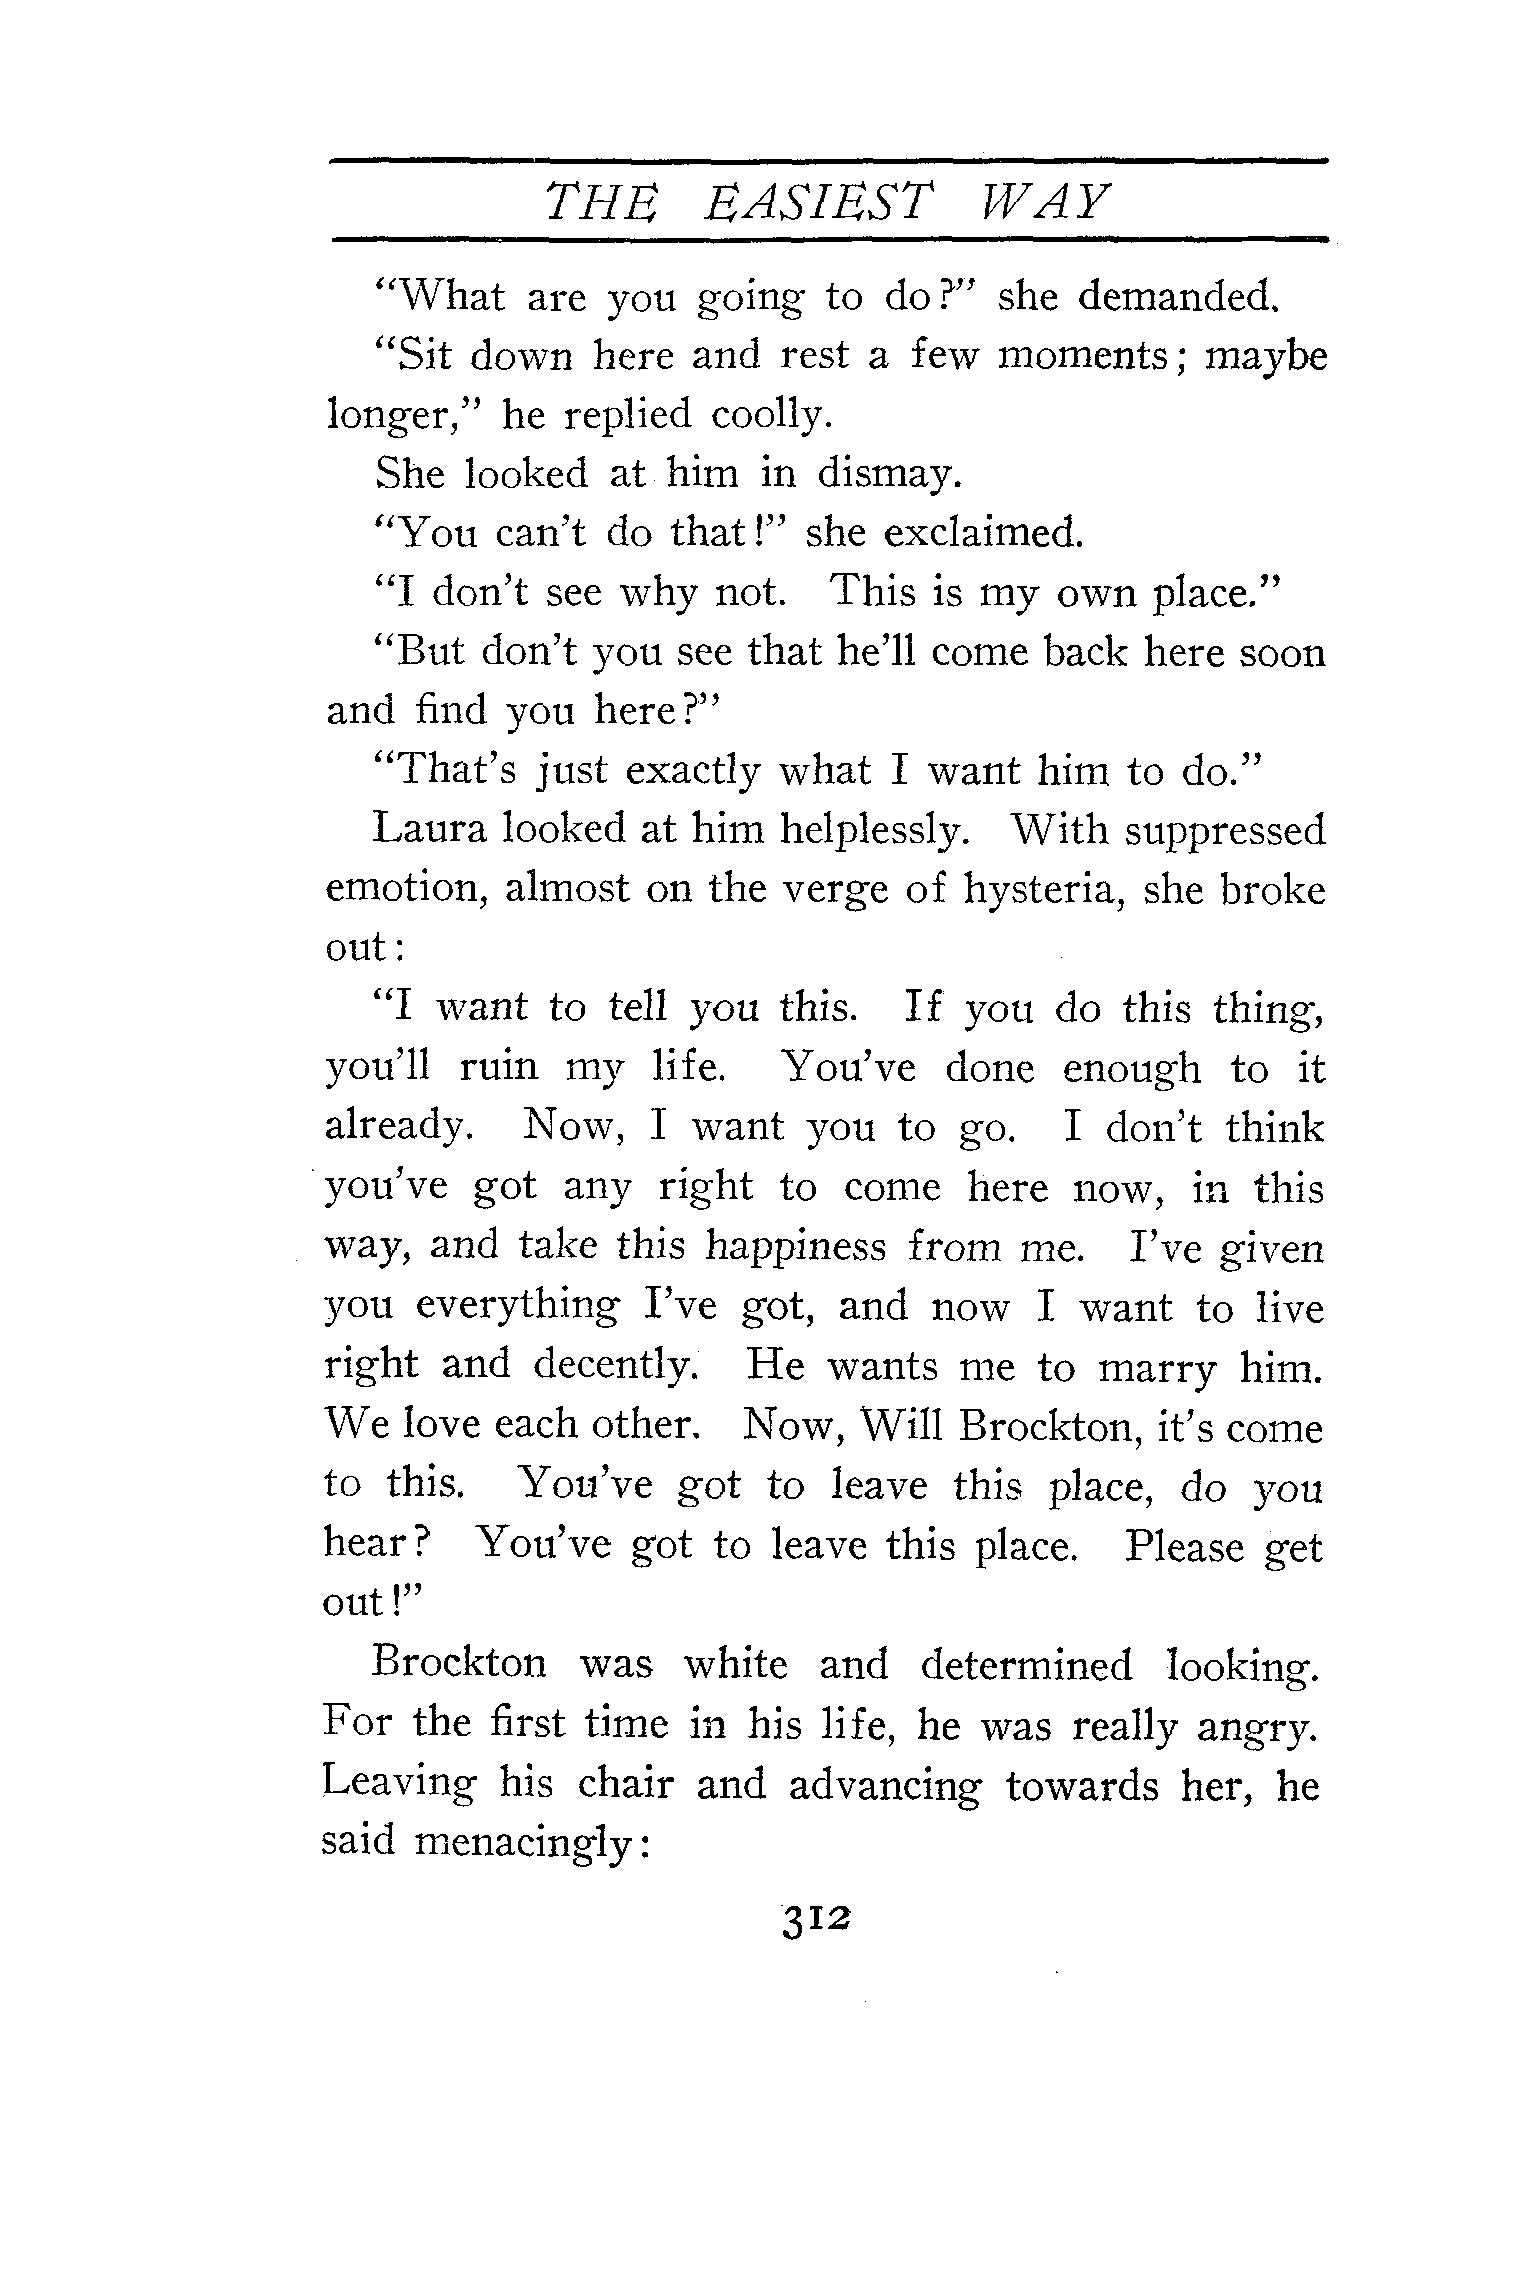 THE EASIEST WAY
“What are you going to do?” she demanded.
“Sit down here and rest a few moments; maybe
longer,” he replied coolly.
She looked at him in dismay.
“You can't do that!” she exclaimed.
“I don't see why not. This is my own place.”
“But don't you see that he'll come back here soon
and find you here?”
“That's just exactly what I want him to do.”
Laura looked at him helplessly. With suppressed
emotion, almost on the verge of hysteria, she broke
out:
“I want to tell you this. If you do this thing,
you'll ruin my life. You've done enough to it
already. Now, I want you to go. I don't think
you've got any right to come here now, in this
way, and take this happiness from me. I've given
you everything I've got, and now I want to live
right and decently. He wants me to marry him.
We love each other. Now, Will Brockton, it's come
to this. You've got to leave this place, do you
hear? You've got to leave this place. Please get
out!”
Brockton was white and determined looking.
For the first time in his life, he was really angry.
Leaving his chair and advancing towards her, he
said menacingly:
312